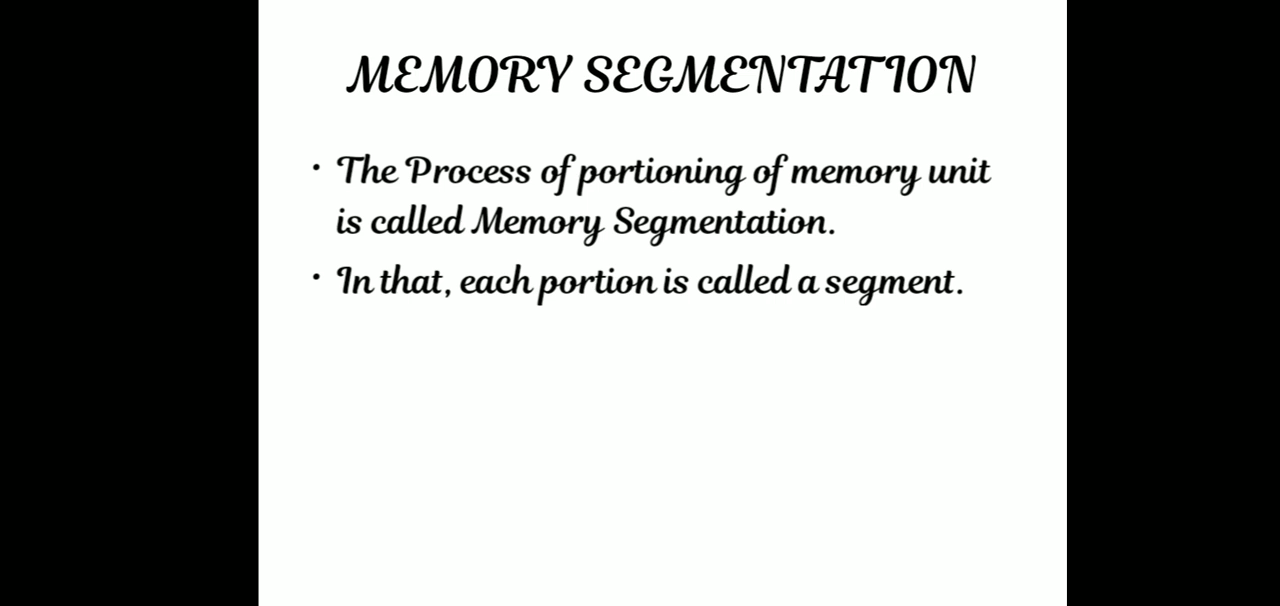 MEMORY SEGMENTATION
• The Process of portioning of memory unit
is called Memory Segmentation.
• In that, each portion is called a segment.